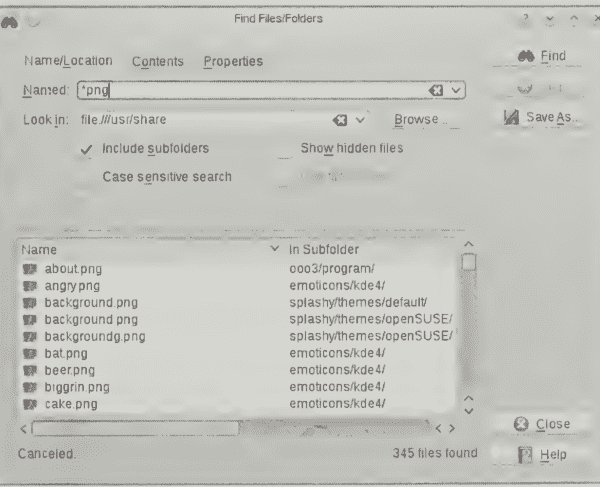 Find Files/Folders
Name/Location Contents Properties
Find
Named: *png
Look in: file:///usr/share Browse...
Save As...
Include subfolders Show hidden files
Case sensitive search
Name In Subfolder
about.png ooo3/program/
angry.png emoticons/kde4/
background.png splashy/themes/default/
background.png splashy/themes/openSUSE/
backgroundg.png splashy/themes/openSUSE/
bat.png emoticons/kde4/
beer.png emoticons/kde4/
biggrin.png emoticons/kde4/
cake.png emoticons/kde4/
Close
Canceled. 345 files found
Help